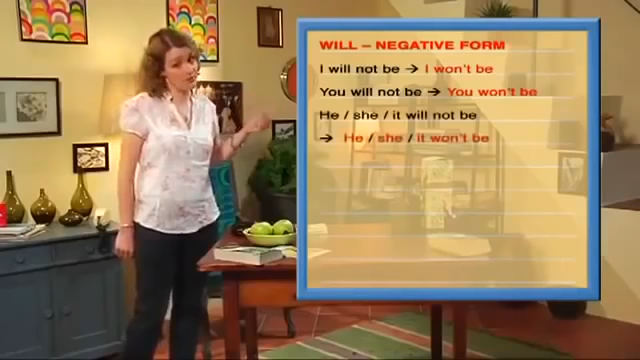 WILL – NEGATIVE FORM
I will not be → I won't be
You will not be → You won't be
He / she / it will not be
→ He / she / it won't be